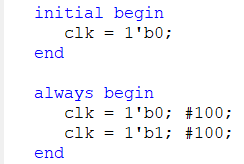 initial begin
clk = 1'b0;
end
always begin
clk = 1'b0; #100;
clk = 1'b1; #100;
end